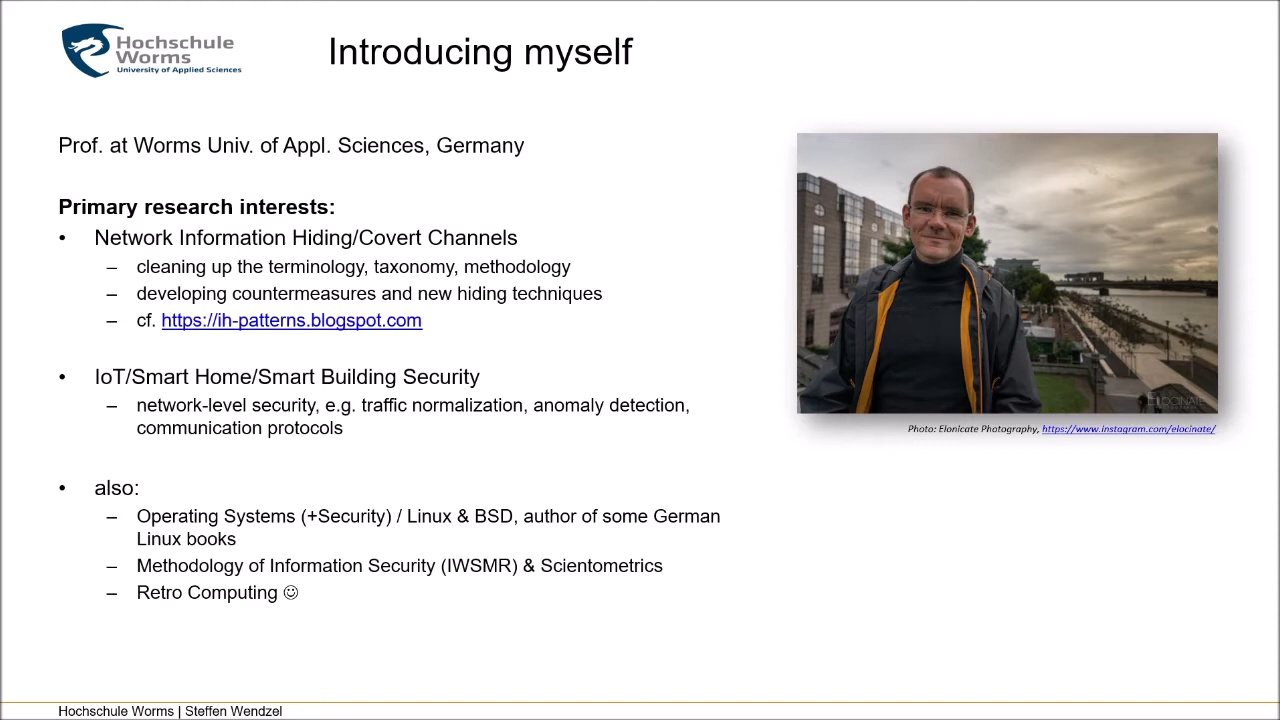 Hochschule
Worms
University of Applied Sciences
Introducing myself
Prof. at Worms Univ. of Appl. Sciences, Germany
Primary research interests:
• Network Information Hiding/Covert Channels
– cleaning up the terminology, taxonomy, methodology
– developing countermeasures and new hiding techniques
– cf. https://ih-patterns.blogspot.com
• IoT/Smart Home/Smart Building Security
– network-level security, e.g. traffic normalization, anomaly detection,
communication protocols
• also:
– Operating Systems (+Security) / Linux & BSD, author of some German
Linux books
– Methodology of Information Security (IWSMR) & Scientometrics
– Retro Computing ☺
ELOCINATE
Photo: Elonicate Photography, https://www.instagram.com/elocinate/
Hochschule Worms | Steffen Wendzel